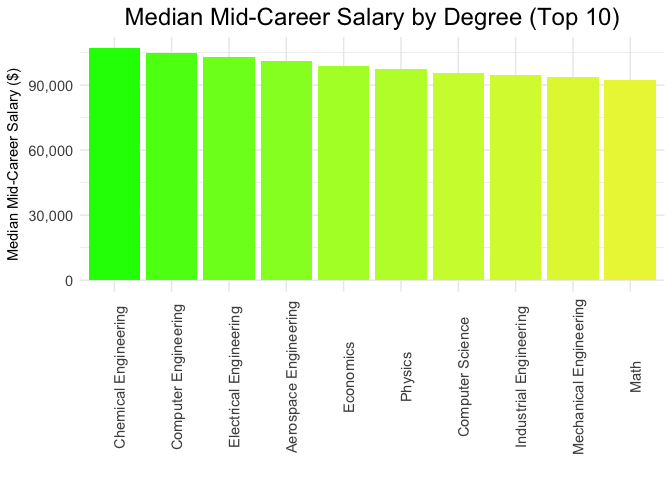 Median Mid-Career Salary by Degree (Top 10)
Median Mid-Career Salary ($)
90,000
60,000
30,000
0
Chemical Engineering
Computer Engineering
Electrical Engineering
Aerospace Engineering
Economics
Physics
Computer Science
Industrial Engineering
Mechanical Engineering
Math